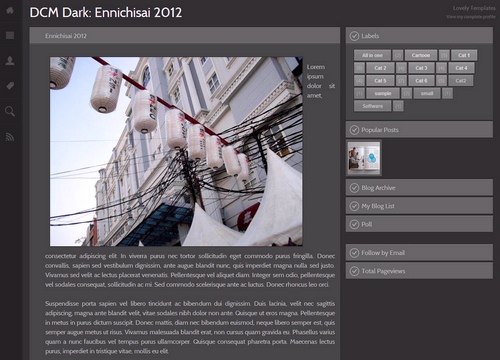 DCM Dark: Ennichisai 2012
Lovely Templates
View my complete profile
Ennichisai 2012
Lorem
ipsum
dolor sit
amet,
consectetur adipiscing elit. In viverra purus nec tortor sollicitudin eget commodo purus fringilla. Donec
convallis, sapien sed vestibulum dignissim, ante augue blandit nunc, quis imperdiet magna nulla sed justo.
Vivamus sed velit ac lectus placerat venenatis. Pellentesque vel aliquet diam. Integer sem odio, pellentesque
vel sodales consequat, sollicitudin ac mi. Sed commodo scelerisque ante ac luctus. Donec rhoncus leo orci.
Suspendisse porta sapien vel libero tincidunt ac bibendum dui dignissim. Duis lacinia, velit nec sagittis
adipiscing, magna ante blandit velit, vitae sodales nibh dolor non ante. Quisque ut eros magna. Pellentesque
in metus in purus dictum suscipit. Donec mattis, diam nec bibendum euismod, neque libero semper est, quis
semper augue metus ut risus. Vivamus malesuada blandit erat, non cursus quam gravida eu. Phasellus varius
quam a nunc faucibus vel tempus purus ullamcorper. Quisque consequat pharetra porta. Maecenas lectus
purus, imperdiet in tristique vitae, mollis eu elit.
Labels
All in one
Cartoon
Cat 1
Cat 2
Cat 3
Cat 4
Cat 5
Cat 6
Cat2
sample
small
Software
Popular Posts
Blog Archive
My Blog List
Poll
Follow by Email
Total Pageviews